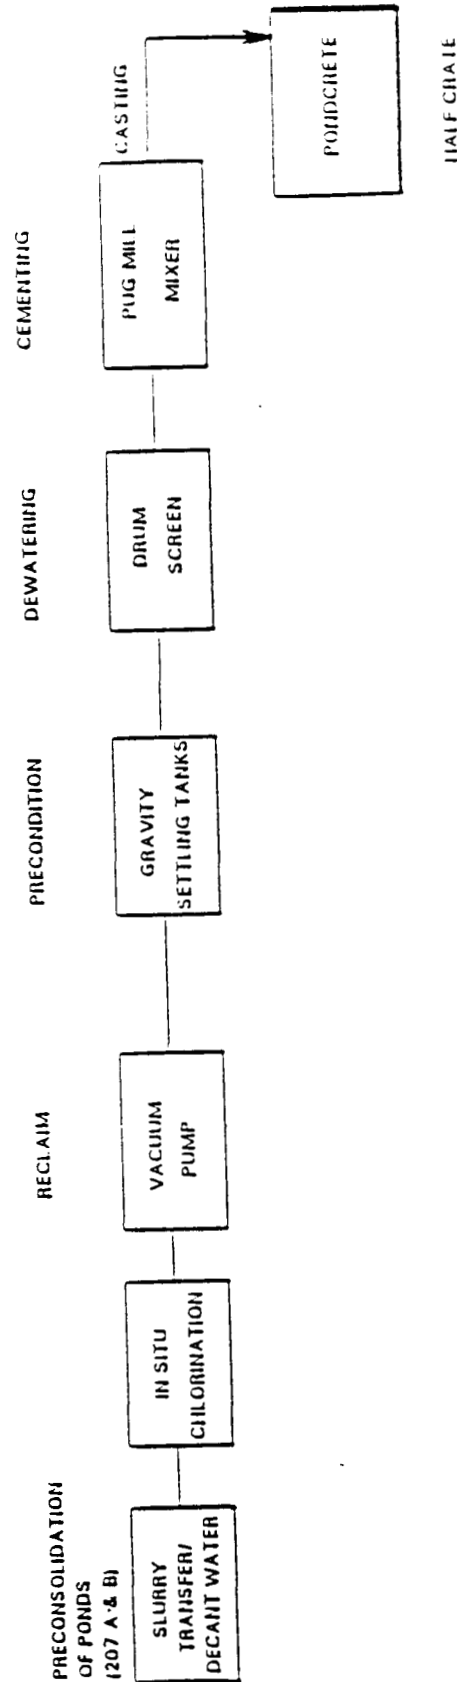 PRECONSOLIDATION
OF PONDS
(207 A & B)
SLURRY
TRANSFER/
DECANT WATER
IN SITU
CHLORINATION
RECLAIM
VACUUM
PUMP
PRECONDITION
GRAVITY
SETTLING TANKS
DEWATERING
DRUM
SCREEN
CEMENTING
PUG MILL
MIXER
CASTING
PONDCRETE
HALF CRATE